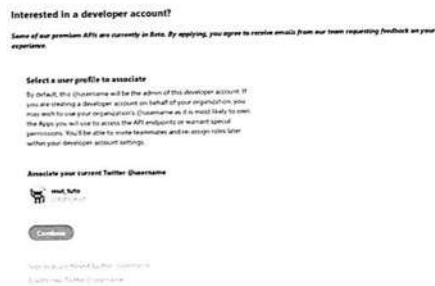 Interested in a developer account?
Some of our premium APIs are currently in Beta. By applying, you agree to receive emails from our team requesting feedback on your
experience.
Select a user profile to associate
By default, this @username will be the admin of this developer account. If
you are creating a developer account on behalf of your organization, you
may wish to use your organization's @username as it is most likely to own
the Apps you will use to access the API endpoints or warrant special
permissions. You'll be able to invite teammates and re-assign roles later
within your developer account settings.
Associate your current Twitter @username
Continue